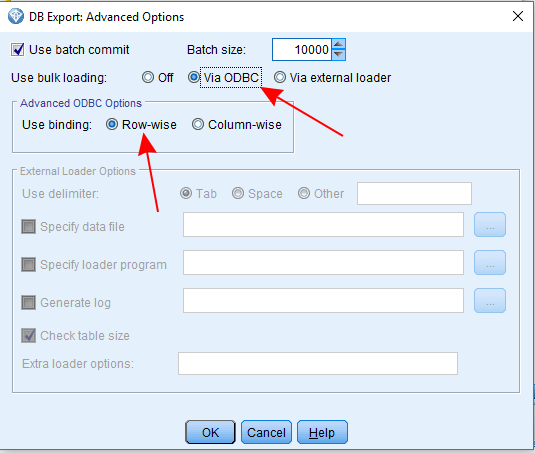 DB Export: Advanced Options
Use batch commit Batch size: 10000
Use bulk loading: Off Via ODBC Via external loader
Advanced ODBC Options
Use binding: Row-wise Column-wise
External Loader Options
Use delimiter: Tab Space Other
Specify data file ...
Specify loader program ...
Generate log ...
Check table size
Extra loader options:
OK Cancel Help